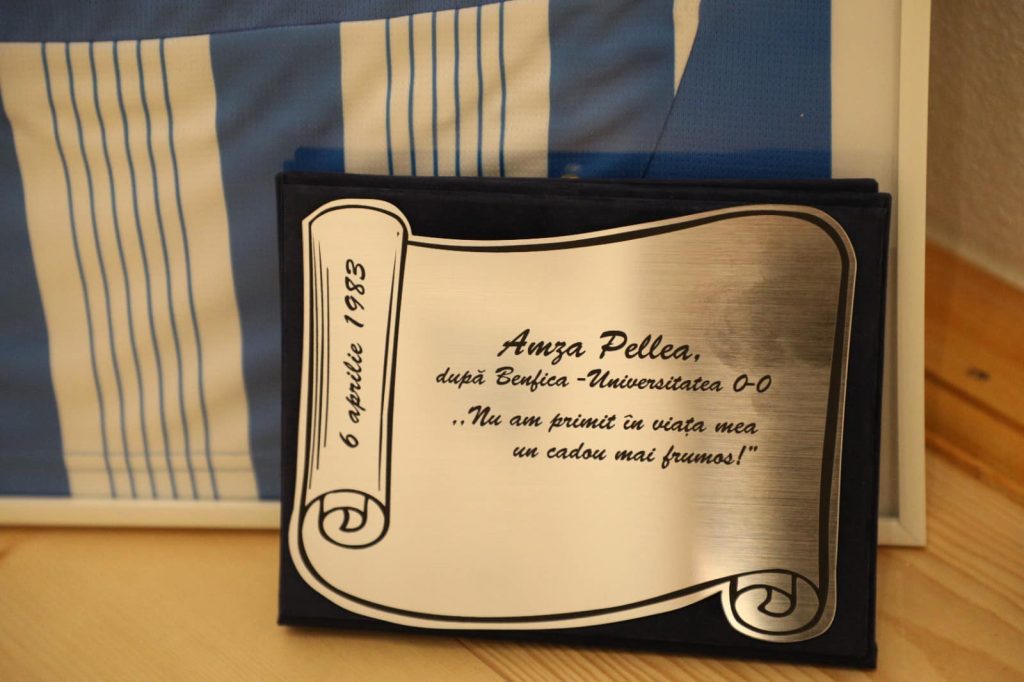 6 aprilie 1983
Amza Pellea,
după Benfica -Universitatea 0-0
,,Nu am primit în viața mea
un cadou mai frumos!"